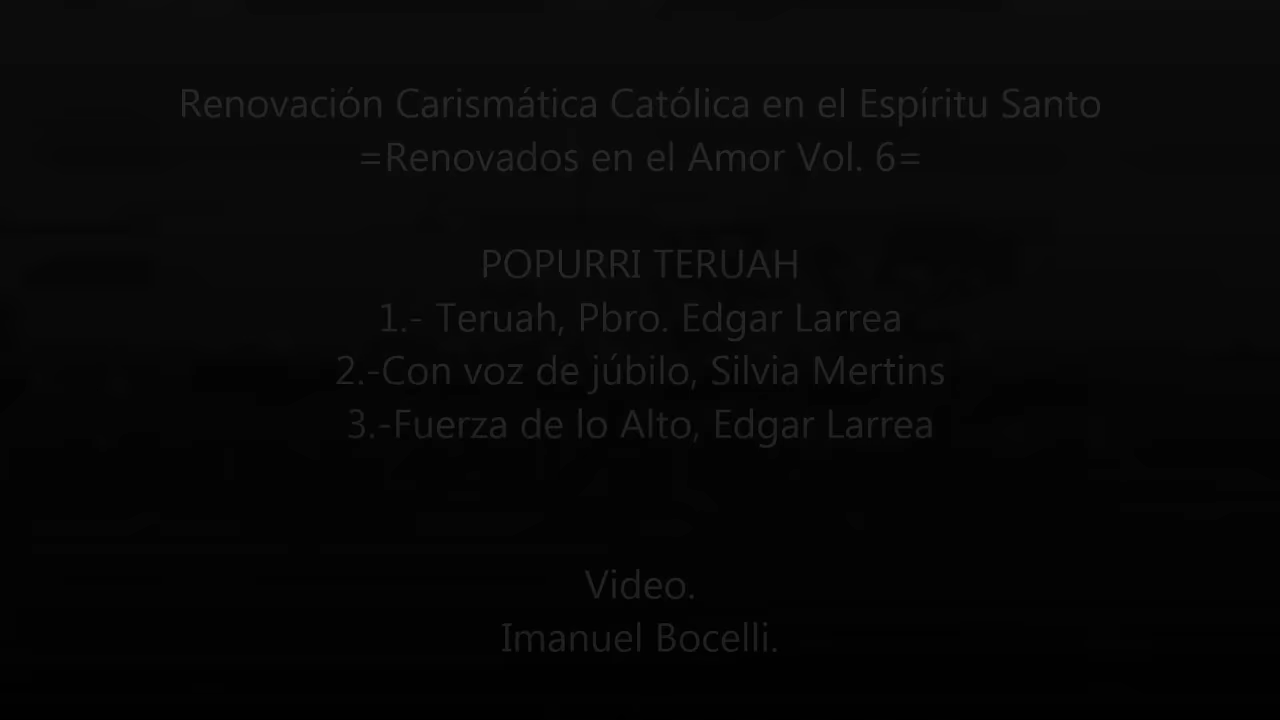 Renovación Carismática Católica en el Espíritu Santo
=Renovados en el Amor Vol. 6=
POPURRI TERUAH
1.- Teruah, Pbro. Edgar Larrea
2.-Con voz de júbilo, Silvia Mertins
3.-Fuerza de lo Alto, Edgar Larrea
Video.
Imanuel Bocelli.